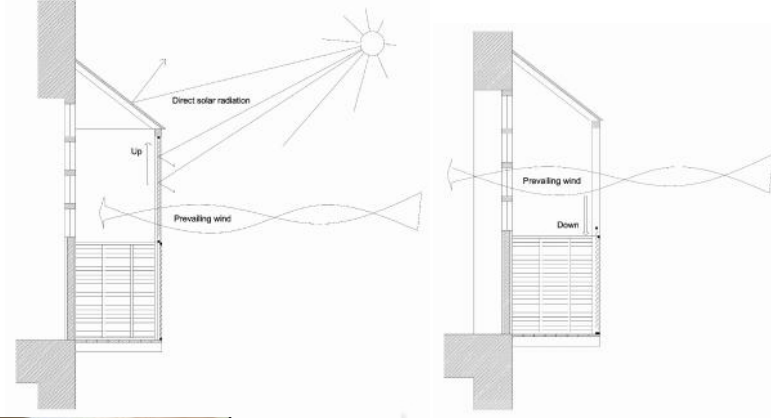 Direct solar radiation
Up
Prevailing wind
Prevailing wind
Down